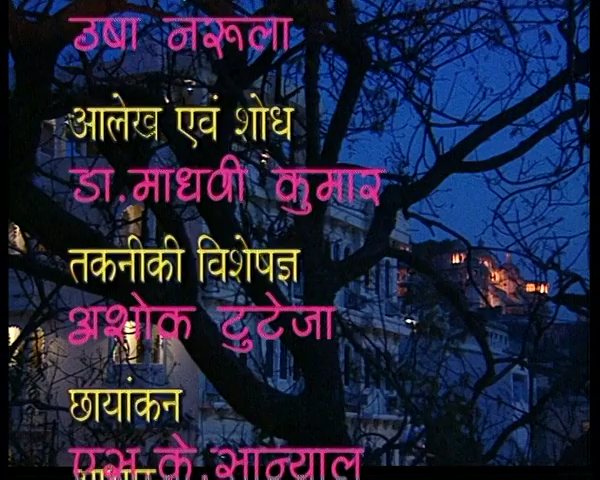 उषा नरूला
आलेख एवं शोध
डा.माधवी कुमार
तकनीकी विशेषज्ञ
अशोक टुटेजा
छायांकन
एस.के.सान्याल